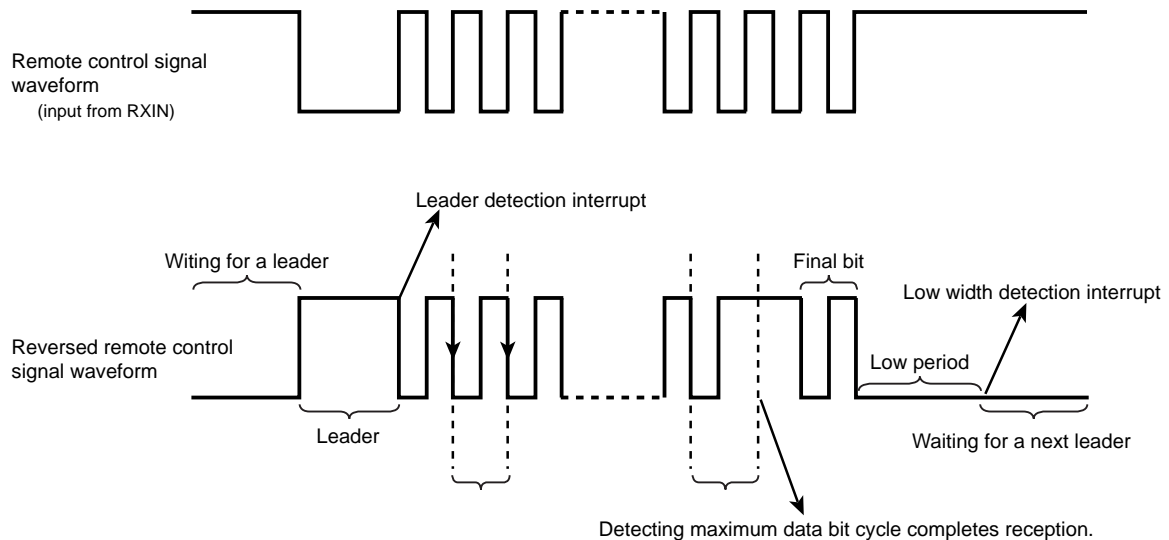 Remote control signal
waveform
(input from RXIN)
Leader detection interrupt
Witing for a leader
Final bit
Low width detection interrupt
Reversed remote control
signal waveform
Low period
Leader
Waiting for a next leader
Detecting maximum data bit cycle completes reception.